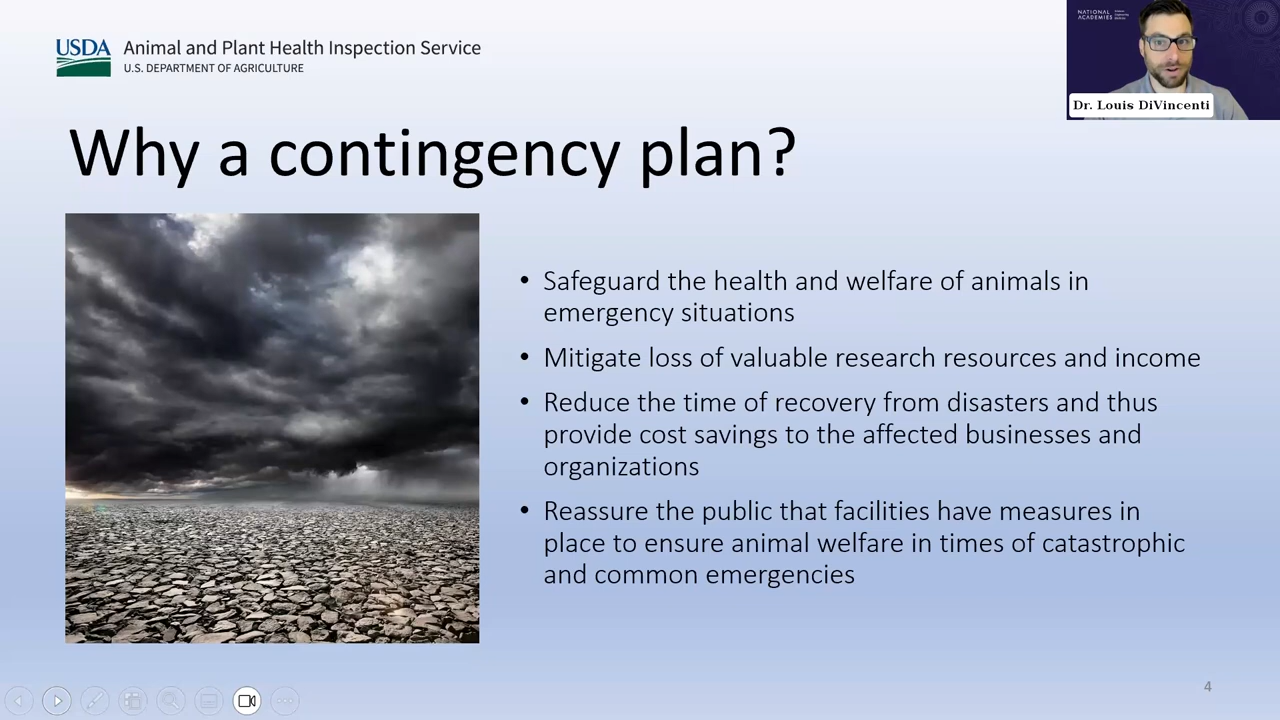 USDA
Animal and Plant Health Inspection Service
U.S. DEPARTMENT OF AGRICULTURE
NATIONAL
ACADEMIES
Dr. Louis DiVincenti
Why a contingency plan?
• Safeguard the health and welfare of animals in
emergency situations
• Mitigate loss of valuable research resources and income
• Reduce the time of recovery from disasters and thus
provide cost savings to the affected businesses and
organizations
• Reassure the public that facilities have measures in
place to ensure animal welfare in times of catastrophic
and common emergencies
4